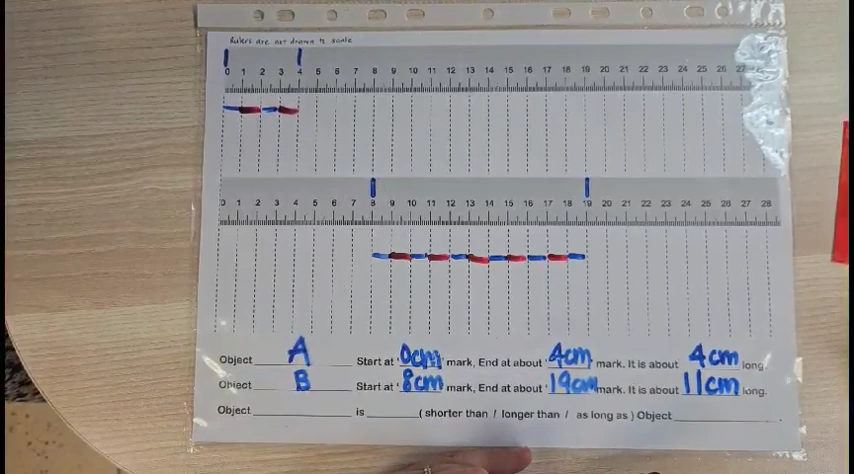 Rulers are not drawn to scale
0 1 2 3 4 5 6 7 8 9 10 11 12 13 14 15 16 17 18 19 20 21 22 23 24 25 26 27
0 1 2 3 4 5 6 7 8 9 10 11 12 13 14 15 16 17 18 19 20 21 22 23 24 25 26 27 28
Object A Start at '0cm' mark, End at about '4cm' mark. It is about 4cm long.
Object B Start at '8cm' mark, End at about '19cm' mark. It is about 11cm long.
Object ____________ is ________ ( shorter than / longer than / as long as ) Object ____________.